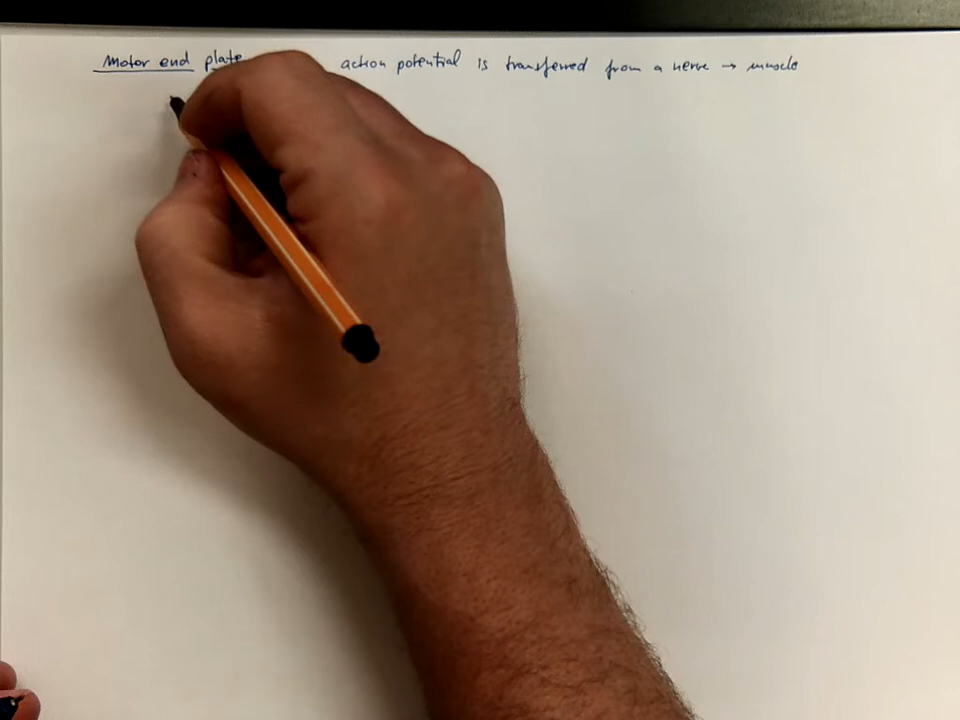 Motor end plate action potential is transferred from a nerve → muscle